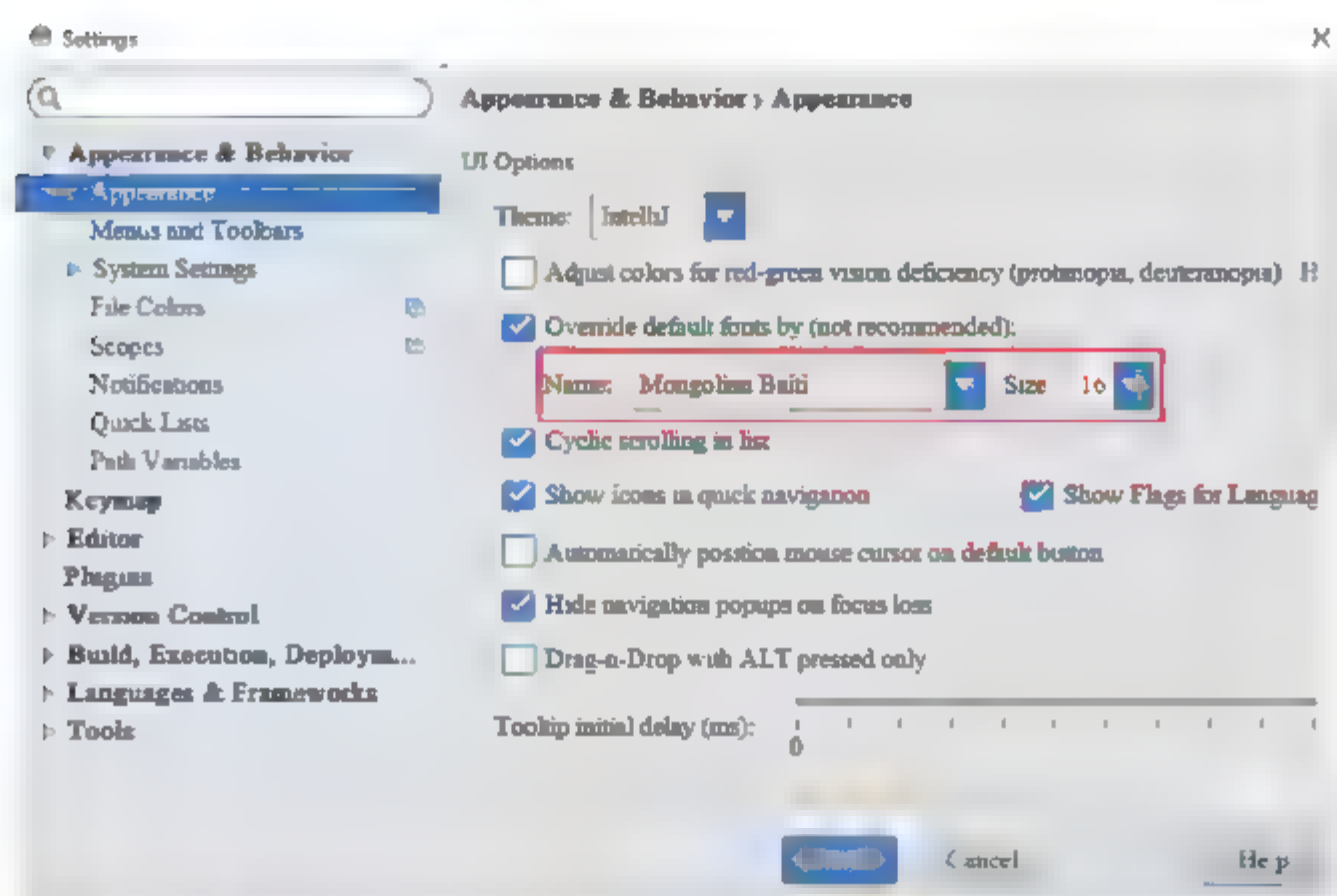 Settings
Appearance & Behavior › Appearance
Appearance & Behavior
Appearance
Menus and Toolbars
System Settings
File Colors
Scopes
Notifications
Quick Lists
Path Variables
Keymap
Editor
Plugins
Version Control
Build, Execution, Deploym...
Languages & Frameworks
Tools
UI Options
Theme: IntelliJ
Adjust colors for red-green vision deficiency (protanopia, deuteranopia)
Override default fonts by (not recommended):
Name: Mongolian Baiti Size 16
Cyclic scrolling in list
Show icons in quick navigation Show Flags for Languag
Automatically position mouse cursor on default button
Hide navigation popups on focus loss
Drag-n-Drop with ALT pressed only
Tooltip initial delay (ms):
0
Cancel Help